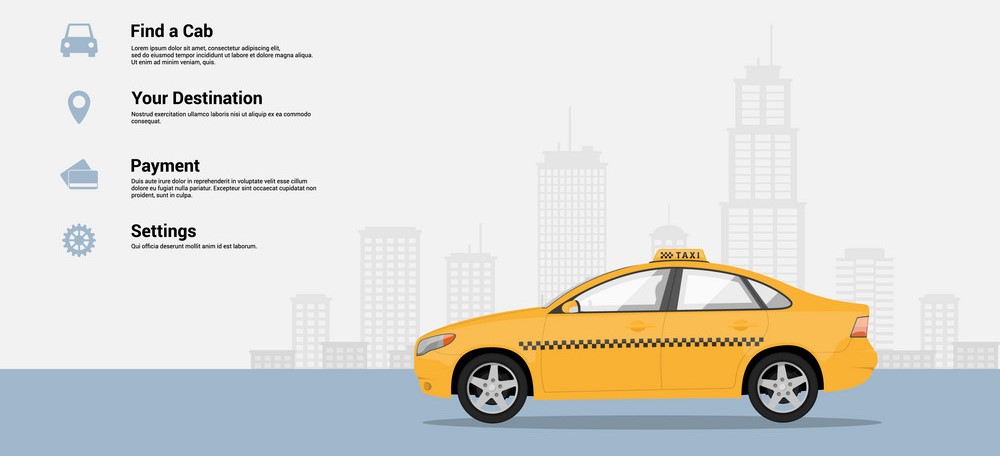 Find a Cab
Lorem ipsum dolor sit amet, consectetur adipiscing elit,
sed do eiusmod tempor incididunt ut labore et dolore magna aliqua.
Ut enim ad minim veniam, quis.
Your Destination
Nostrud exercitation ullamco laboris nisi ut aliquip ex ea commodo
consequat.
Payment
Duis aute irure dolor in reprehenderit in voluptate velit esse cillum
dolore eu fugiat nulla pariatur. Excepteur sint occaecat cupidatat non
proident, sunt in culpa.
Settings
Qui officia deserunt mollit anim id est laborum.
TAXI